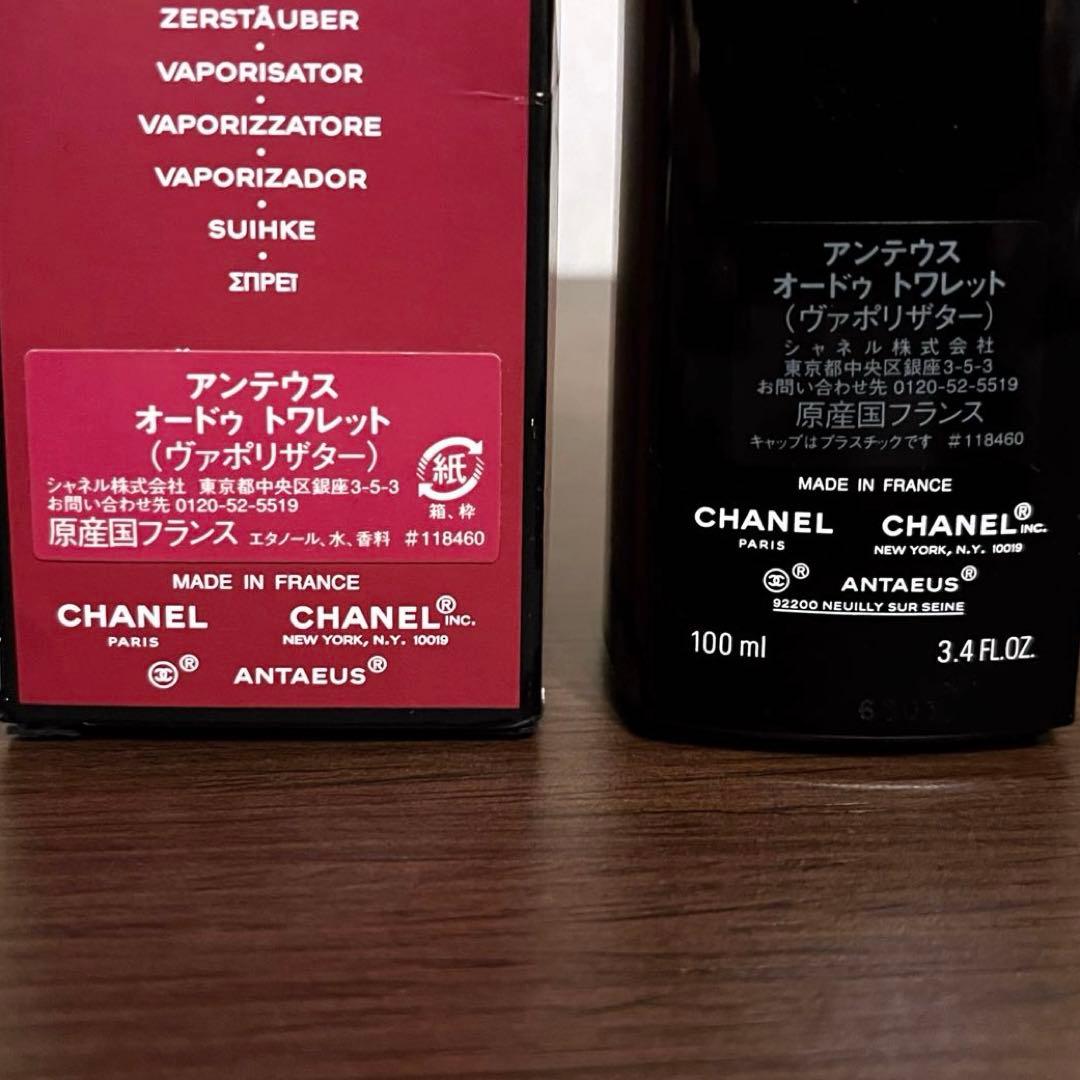 ZERSTÄUBER
•
VAPORISATOR
•
VAPORIZZATORE
•
VAPORIZADOR
•
SUIHKE
•
ΣΠΡΕΪ
アンテウス
オードゥ トワレット
(ヴァポリザター)
シャネル株式会社 東京都中央区銀座3-5-3
お問い合わせ先 0120-52-5519
原産国フランス エタノール、水、香料 #118460
紙
箱、枠
MADE IN FRANCE
CHANEL CHANEL® INC.
PARIS NEW YORK, N.Y. 10019
® ANTAEUS®
アンテウス
オードゥ トワレット
(ヴァポリザター)
シャネル株式会社
東京都中央区銀座3-5-3
お問い合わせ先 0120-52-5519
原産国フランス
キャップはプラスチックです #118460
MADE IN FRANCE
CHANEL CHANEL® INC.
PARIS NEW YORK, N.Y. 10019
® ANTAEUS®
92200 NEUILLY SUR SEINE
100 ml 3.4 FL.OZ.